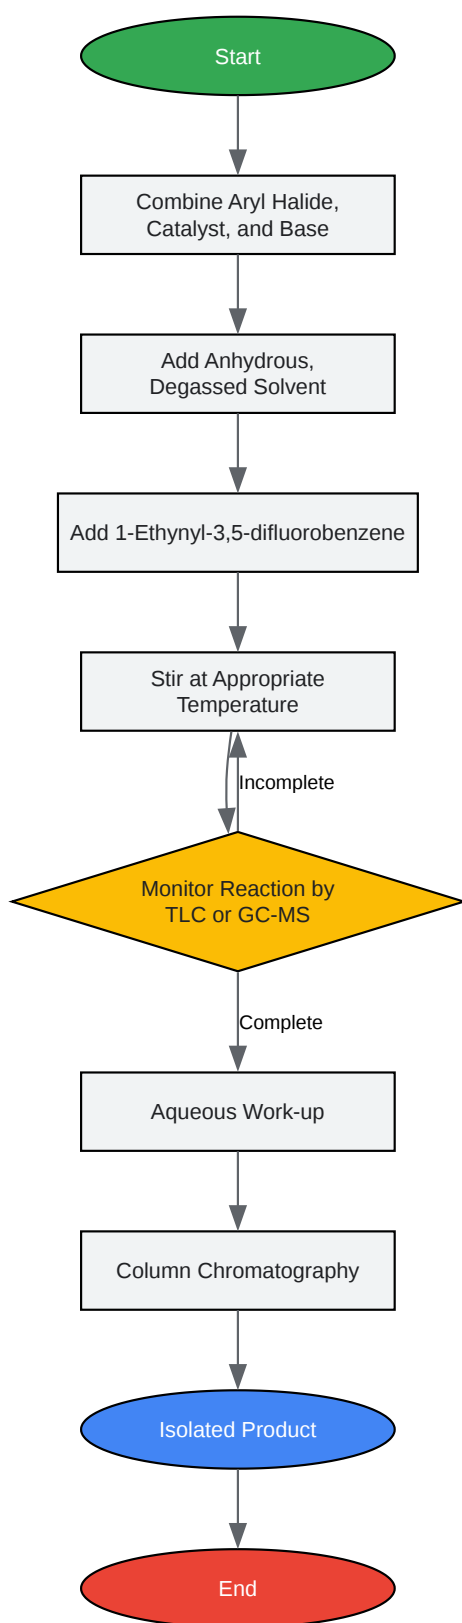 Start
Combine Aryl Halide,
Catalyst, and Base
Add Anhydrous,
Degassed Solvent
Add 1-Ethynyl-3,5-difluorobenzene
Stir at Appropriate
Temperature
Incomplete
Monitor Reaction by
TLC or GC-MS
Complete
Aqueous Work-up
Column Chromatography
Isolated Product
End